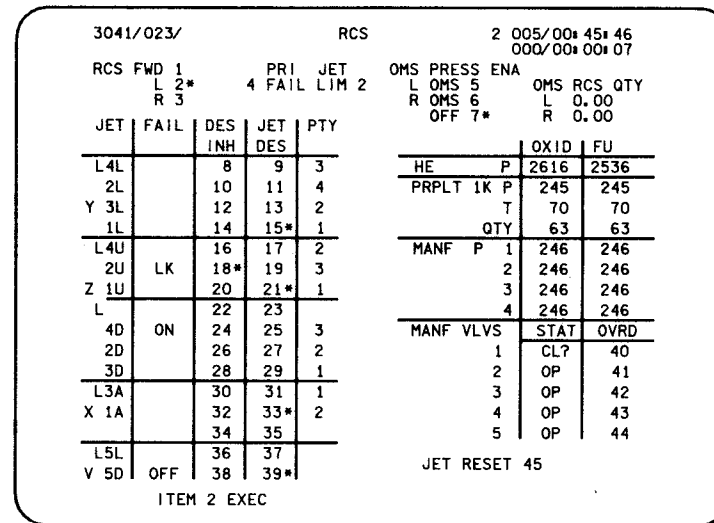 3041/023/ RCS 2 005/00:45:46
000/00:00:07
RCS FWD 1 PRI JET OMS PRESS ENA
L 2* 4 FAIL LIM 2 L OMS 5 OMS RCS QTY
R 3 R OMS 6 L 0.00
OFF 7* R 0.00
JET FAIL DES JET PTY
INH DES OXID FU
L4L 8 9 3 HE P 2616 2536
2L 10 11 4 PRPLT 1K P 245 245
Y 3L 12 13 2 T 70 70
1L 14 15* 1 QTY 63 63
L4U 16 17 2 MANF P 1 246 246
2U LK 18* 19 3 2 246 246
Z 1U 20 21* 1 3 246 246
L 22 23 4 246 246
4D ON 24 25 3 MANF VLVS STAT OVRD
2D 26 27 2 1 CL? 40
3D 28 29 1 2 OP 41
L3A 30 31 1 3 OP 42
X 1A 32 33* 2 4 OP 43
34 35 5 OP 44
L5L 36 37 JET RESET 45
V 5D OFF 38 39*
ITEM 2 EXEC